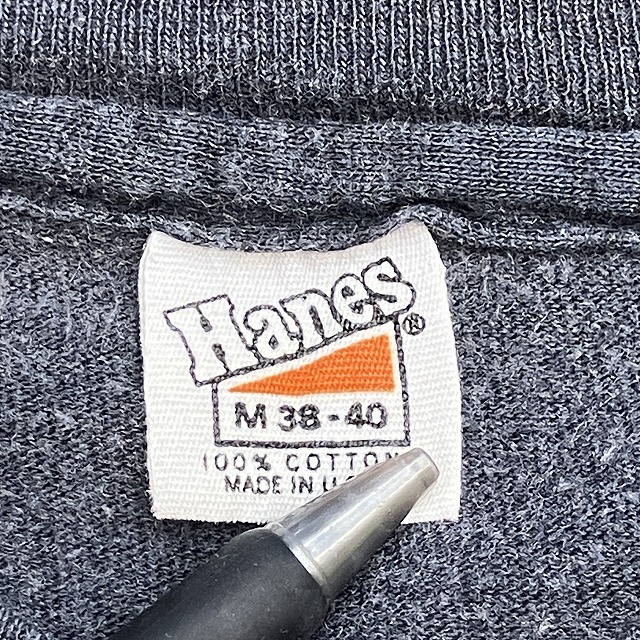 Hanes®
M 38-40
100% COTTON
MADE IN U.